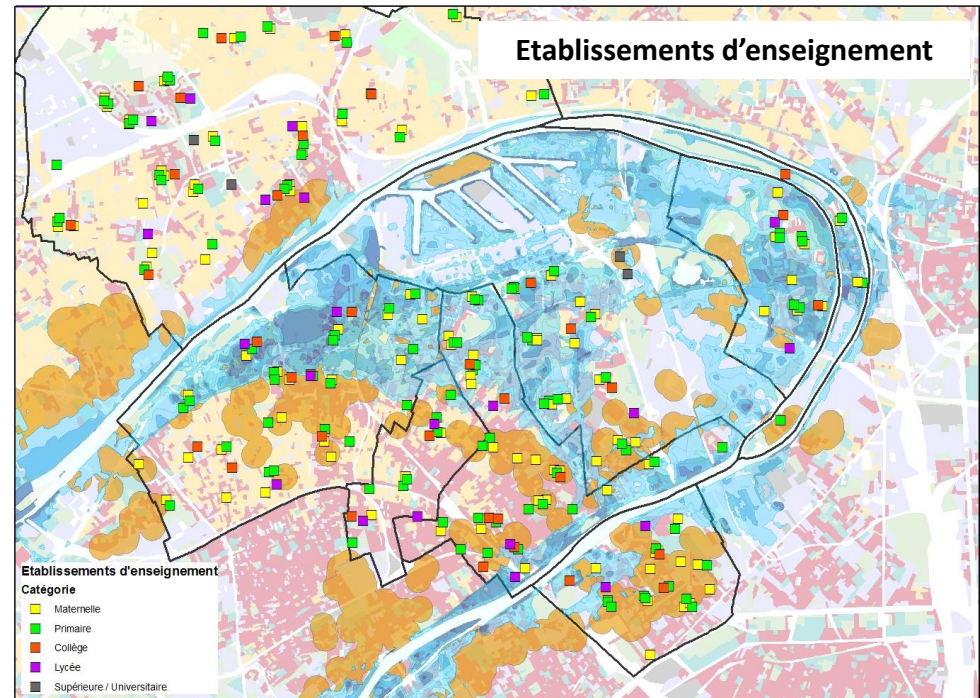 Etablissements d’enseignement
Etablissements d'enseignement
Catégorie
Maternelle
Primaire
Collège
Lycée
Supérieure / Universitaire